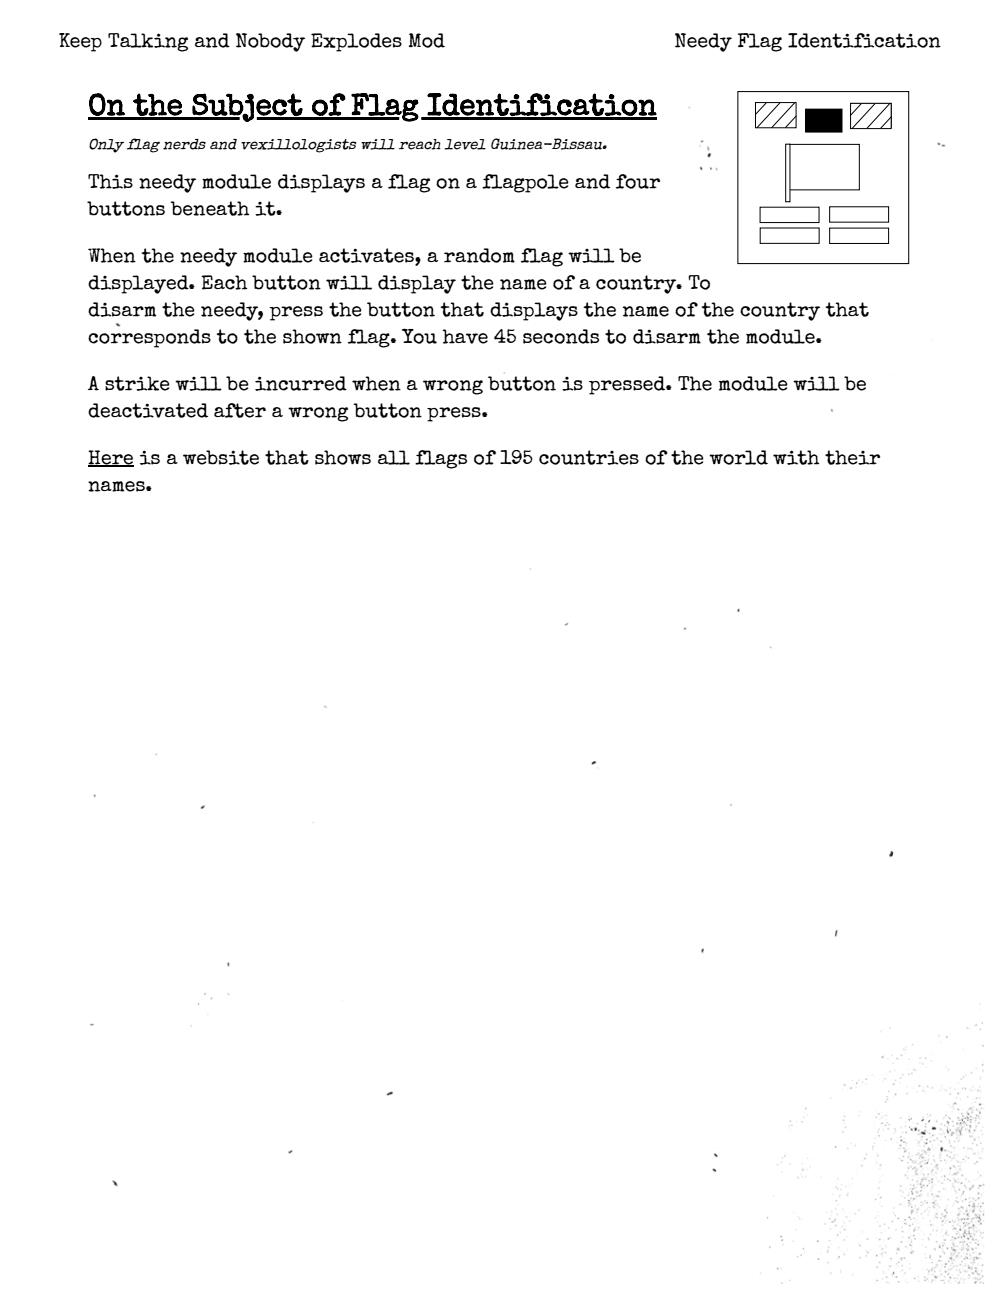 Keep Talking and Nobody Explodes Mod
Needy Flag Identification
On the Subject of Flag Identification
Only flag nerds and vexillologists will reach level Guinea-Bissau.
This needy module displays a flag on a flagpole and four
buttons beneath it.
When the needy module activates, a random flag will be
displayed. Each button will display the name of a country. To
disarm the needy, press the button that displays the name of the country that
corresponds to the shown flag. You have 45 seconds to disarm the module.
A strike will be incurred when a wrong button is pressed. The module will be
deactivated after a wrong button press.
Here is a website that shows all flags of 195 countries of the world with their
names.